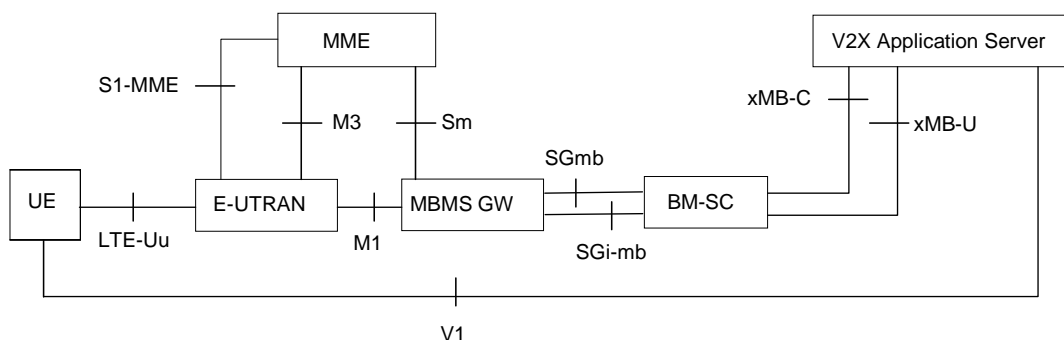 MME
V2X Application Server
S1-MME
xMB-C
M3
Sm
xMB-U
SGmb
UE
E-UTRAN
MBMS GW
BM-SC
LTE-Uu
M1
SGi-mb
V1